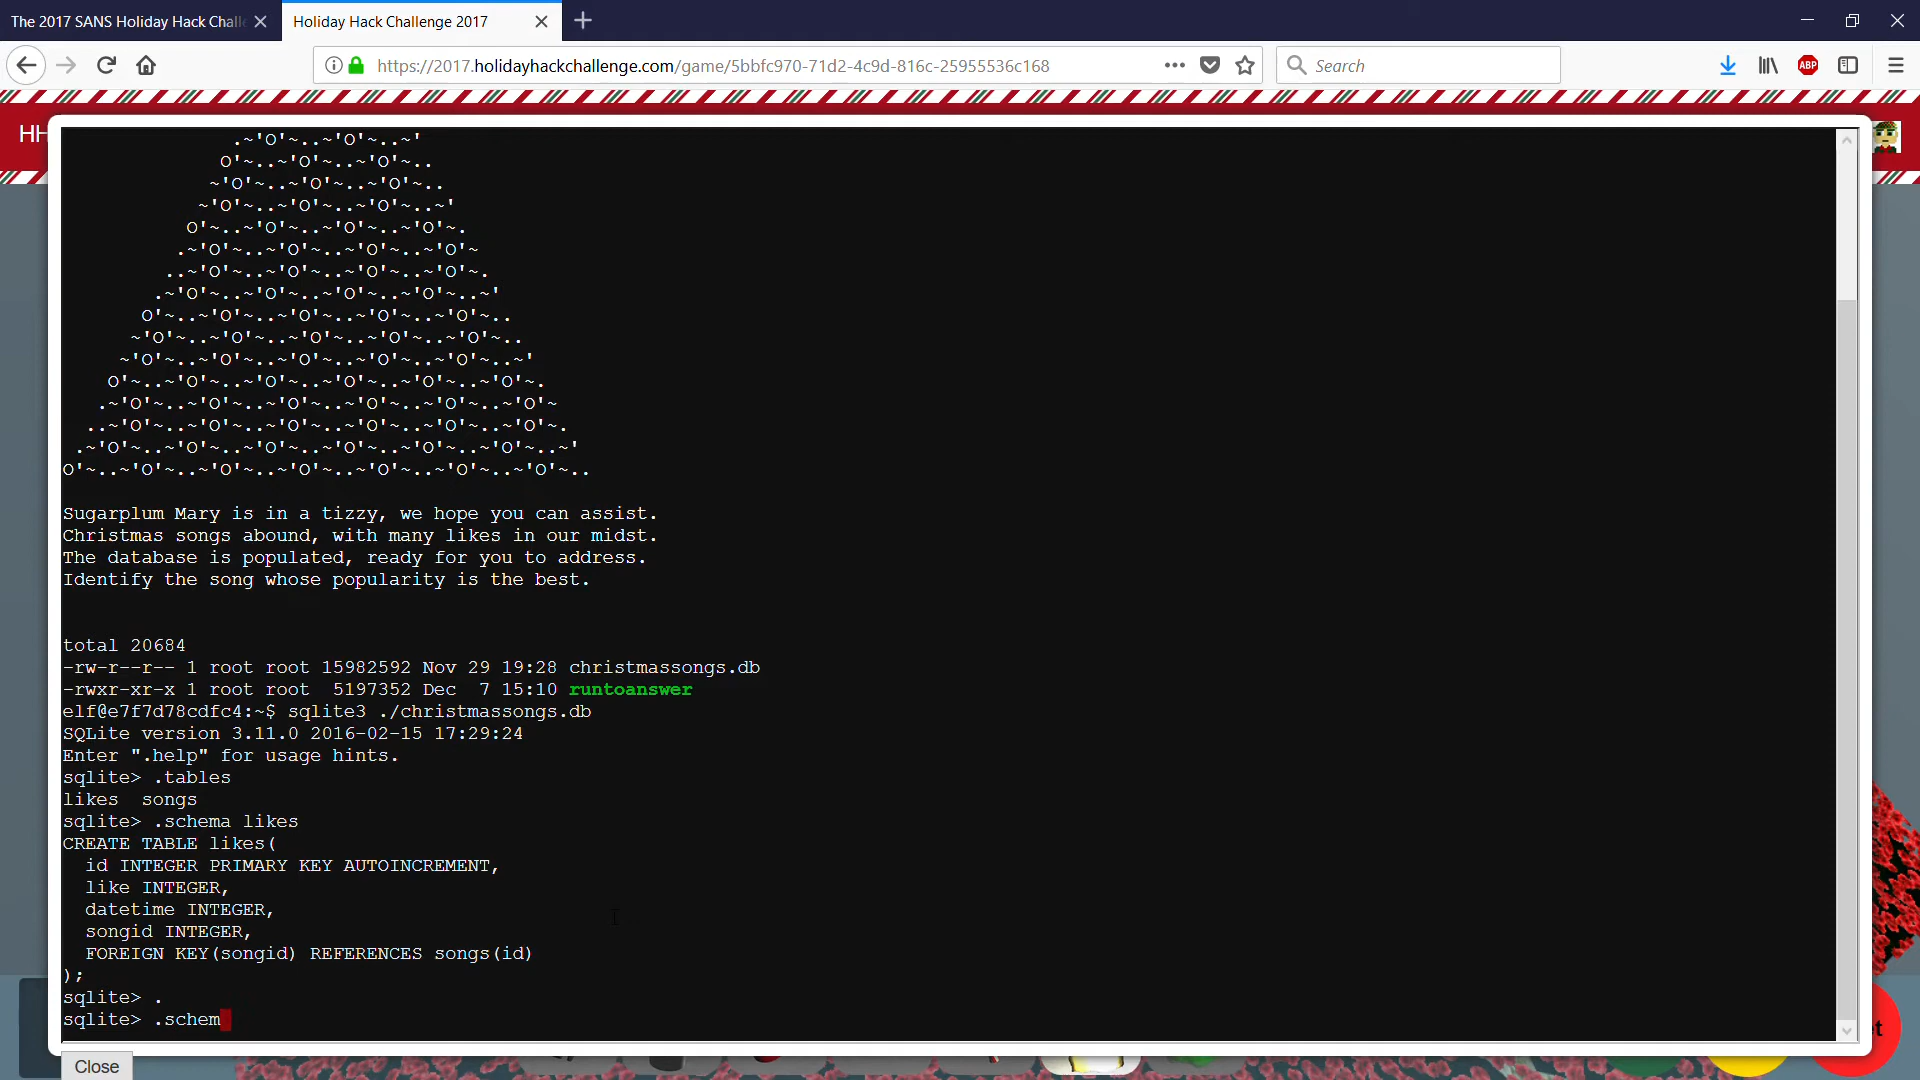 The 2017 SANS Holiday Hack Chall
Holiday Hack Challenge 2017
https://2017.holidayhackchallenge.com/game/5bbfc970-71d2-4c9d-816c-25955536c168
Search
ABP
HH
.~'O'~..~'O'~..~'
O'~..~'O'~..~'O'~..
~'O'~..~'O'~..~'O'~..
~'O'~..~'O'~..~'O'~..~'
O'~..~'O'~..~'O'~..~'O'~.
.~'O'~..~'O'~..~'O'~..~'O'~
..~'O'~..~'O'~..~'O'~..~'O'~.
.~'O'~..~'O'~..~'O'~..~'O'~..~'
O'~..~'O'~..~'O'~..~'O'~..~'O'~..
~'O'~..~'O'~..~'O'~..~'O'~..~'O'~..
~'O'~..~'O'~..~'O'~..~'O'~..~'O'~..~'
O'~..~'O'~..~'O'~..~'O'~..~'O'~..~'O'~.
.~'O'~..~'O'~..~'O'~..~'O'~..~'O'~..~'O'~
..~'O'~..~'O'~..~'O'~..~'O'~..~'O'~..~'O'~.
.~'O'~..~'O'~..~'O'~..~'O'~..~'O'~..~'O'~..~'
O'~..~'O'~..~'O'~..~'O'~..~'O'~..~'O'~..~'O'~..
Sugarplum Mary is in a tizzy, we hope you can assist.
Christmas songs abound, with many likes in our midst.
The database is populated, ready for you to address.
Identify the song whose popularity is the best.
total 20684
-rw-r--r-- 1 root root 15982592 Nov 29 19:28 christmassongs.db
-rwxr-xr-x 1 root root  5197352 Dec  7 15:10 runtoanswer
elf@e7f7d78cdfc4:~$ sqlite3 ./christmassongs.db
SQLite version 3.11.0 2016-02-15 17:29:24
Enter ".help" for usage hints.
sqlite> .tables
likes  songs
sqlite> .schema likes
CREATE TABLE likes(
  id INTEGER PRIMARY KEY AUTOINCREMENT,
  like INTEGER,
  datetime INTEGER,
  songid INTEGER,
  FOREIGN KEY(songid) REFERENCES songs(id)
);
sqlite> .
sqlite> .schem
et
Close